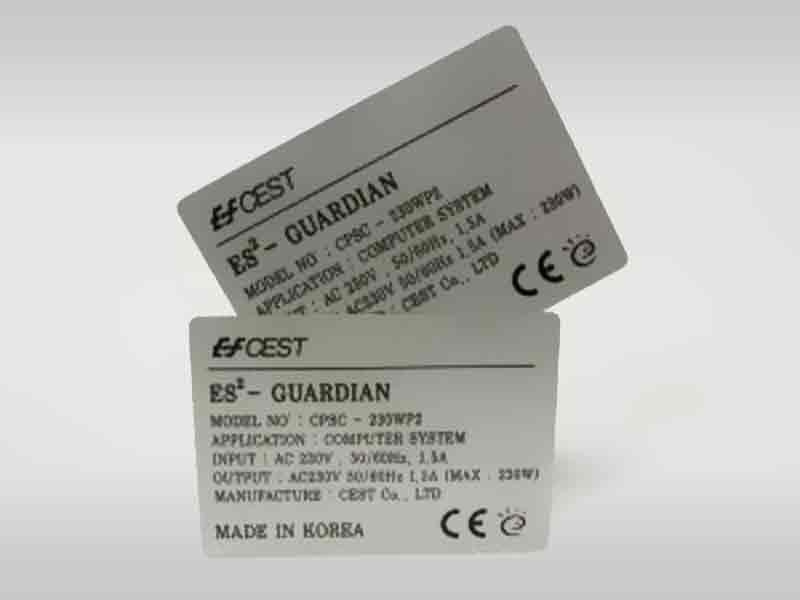 CEST
ES² - GUARDIAN
MODEL NO : CPSC - 230WP2
APPLICATION : COMPUTER SYSTEM
: AC 230V , 50/60Hz, 1,5A
AC230V 50/60Hz 1,5A (MAX : 230W)
: CEST Co., LTD
CE
CEST
ES² - GUARDIAN
MODEL NO : CPSC - 230WP2
APPLICATION : COMPUTER SYSTEM
INPUT : AC 230V , 50/60Hz, 1,5A
OUTPUT : AC230V 50/60Hz 1,5A (MAX : 230W)
MANUFACTURE : CEST Co., LTD
MADE IN KOREA CE